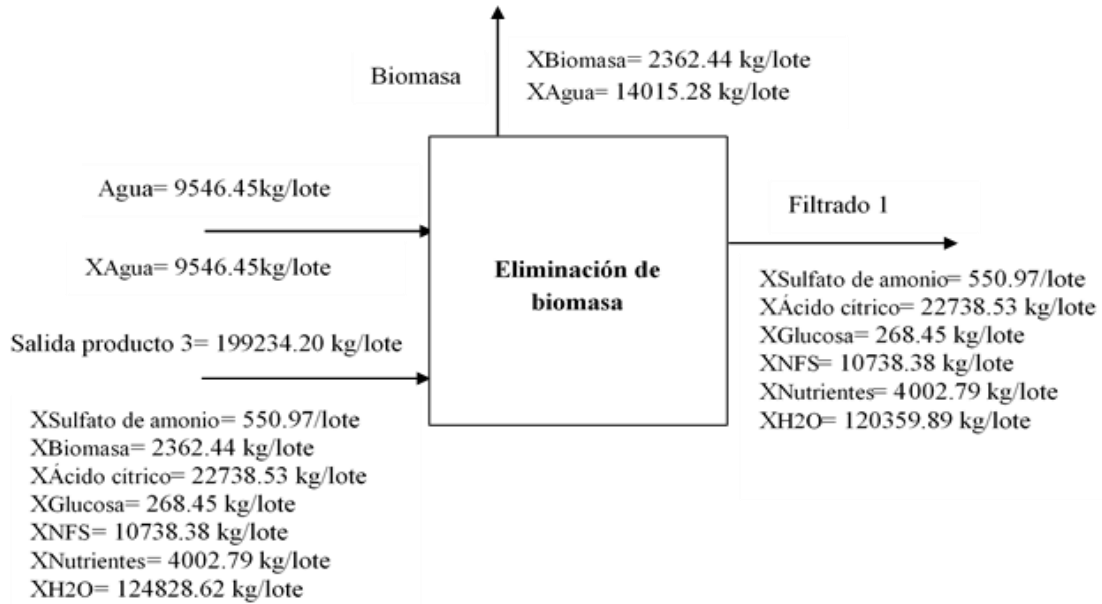 Biomasa
XBiomasa= 2362.44 kg/lote
XAgua= 14015.28 kg/lote
Agua= 9546.45kg/lote
XAgua= 9546.45kg/lote
Salida producto 3= 199234.20 kg/lote
XSulfato de amonio= 550.97/lote
XBiomasa= 2362.44 kg/lote
XÁcido cítrico= 22738.53 kg/lote
XGlucosa= 268.45 kg/lote
XNFS= 10738.38 kg/lote
XNutrientes= 4002.79 kg/lote
XH2O= 124828.62 kg/lote
Eliminación de
biomasa
Filtrado 1
XSulfato de amonio= 550.97/lote
XÁcido cítrico= 22738.53 kg/lote
XGlucosa= 268.45 kg/lote
XNFS= 10738.38 kg/lote
XNutrientes= 4002.79 kg/lote
XH2O= 120359.89 kg/lote